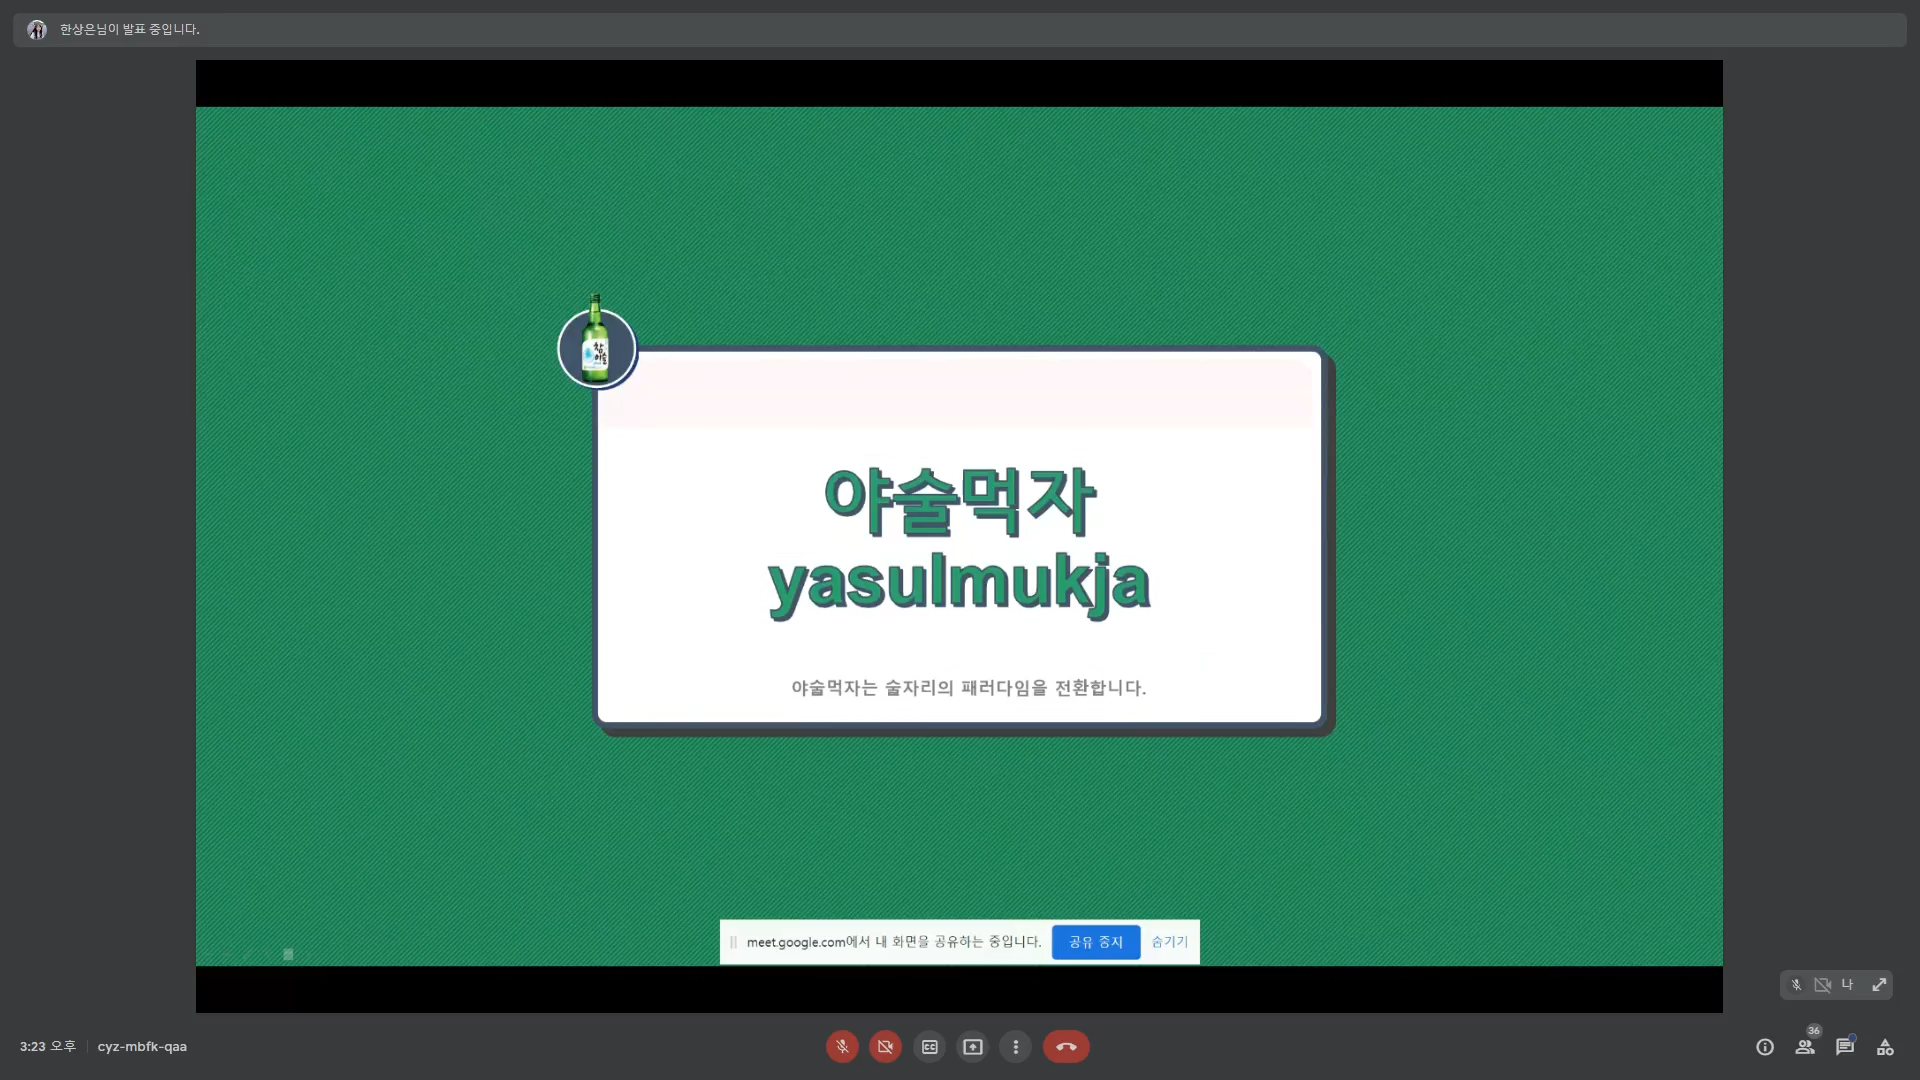 한상은님이 발표 중입니다.
참이슬
야술먹자
yasulmukja
야술먹자는 술자리의 패러다임을 전환합니다.
meet.google.com에서 내 화면을 공유하는 중입니다. 공유 중지 숨기기
나
3:23 오후 cyz-mbfk-qaa
36